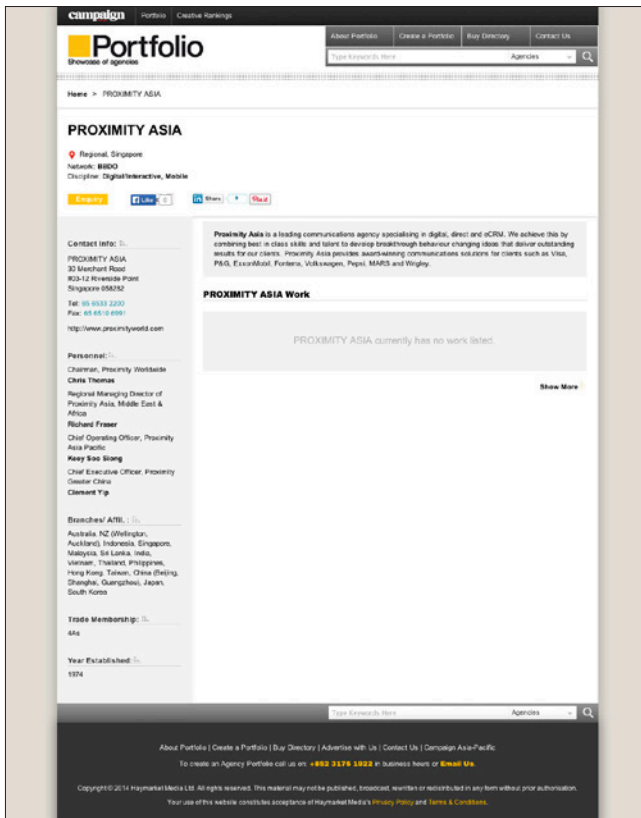 campaign Portfolio Creative Rankings
About Portfolio Create a Portfolio Buy Directory Contact Us
Portfolio
Showcase of agencies
Type Keywords Here Agencies
Home > PROXIMITY ASIA
PROXIMITY ASIA
Regional, Singapore
Network: BBDO
Discipline: Digital/Interactive, Mobile
Enquiry Like 0 in Share Pin it
Contact Info:
PROXIMITY ASIA
30 Merchant Road
#03-12 Riverside Point
Singapore 058282
Tel: 65 6533 2200
Fax: 65 6510 6991
http://www.proximityworld.com
Personnel:
Chairman, Proximity Worldwide
Chris Thomas
Regional Managing Director of
Proximity Asia, Middle East &
Africa
Richard Fraser
Chief Operating Officer, Proximity
Asia Pacific
Koay Soo Siong
Chief Executive Officer, Proximity
Greater China
Clement Yip
Branches/ Affil. :
Australia, NZ (Wellington,
Auckland), Indonesia, Singapore,
Malaysia, Sri Lanka, India,
Vietnam, Thailand, Philippines,
Hong Kong, Taiwan, China (Beijing,
Shanghai, Guangzhou), Japan,
South Korea
Trade Membership:
4As
Year Established:
1974
Proximity Asia is a leading communications agency specialising in digital, direct and eCRM. We achieve this by
combining best in class skills and talent to develop breakthrough behaviour changing ideas that deliver outstanding
results for our clients. Proximity Asia provides award-winning communications solutions for clients such as Visa,
P&G, ExxonMobil, Fonterra, Volkswagen, Pepsi, MARS and Wrigley.
PROXIMITY ASIA Work
PROXIMITY ASIA currently has no work listed.
Show More
Type Keywords Here Agencies
About Portfolio | Create a Portfolio | Buy Directory | Advertise with Us | Contact Us | Campaign Asia-Pacific
To create an Agency Portfolio call us on: +852 3175 1922 in business hours or Email Us.
Copyright © 2014 Haymarket Media Ltd. All rights reserved. This material may not be published, broadcast, rewritten or redistributed in any form without prior authorisation.
Your use of this website constitutes acceptance of Haymarket Media's Privacy Policy and Terms & Conditions.